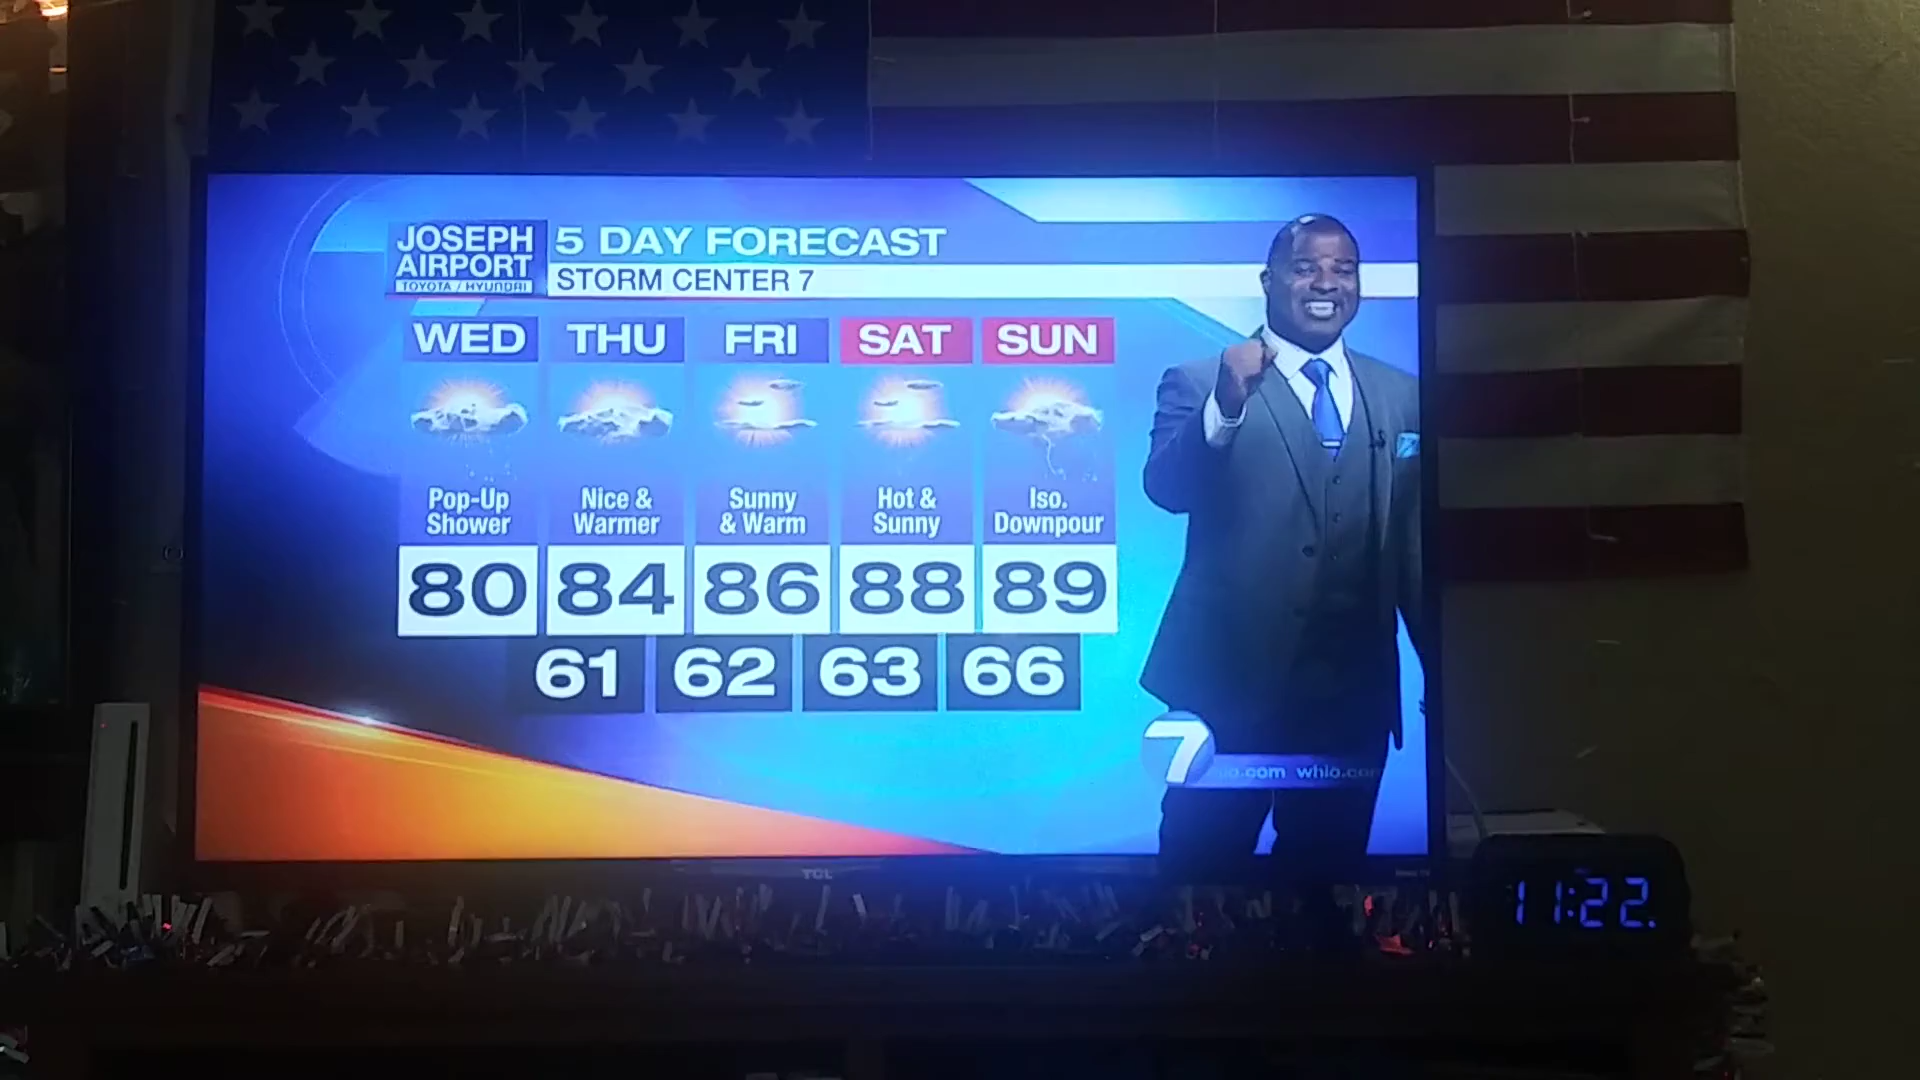 JOSEPH
AIRPORT
TOYOTA / HYUNDAI
5 DAY FORECAST
STORM CENTER 7
WED THU FRI SAT SUN
Pop-Up
Shower
Nice &
Warmer
Sunny
& Warm
Hot &
Sunny
Iso.
Downpour
80 84 86 88 89
61 62 63 66
7
whio.com
TCL
11:22